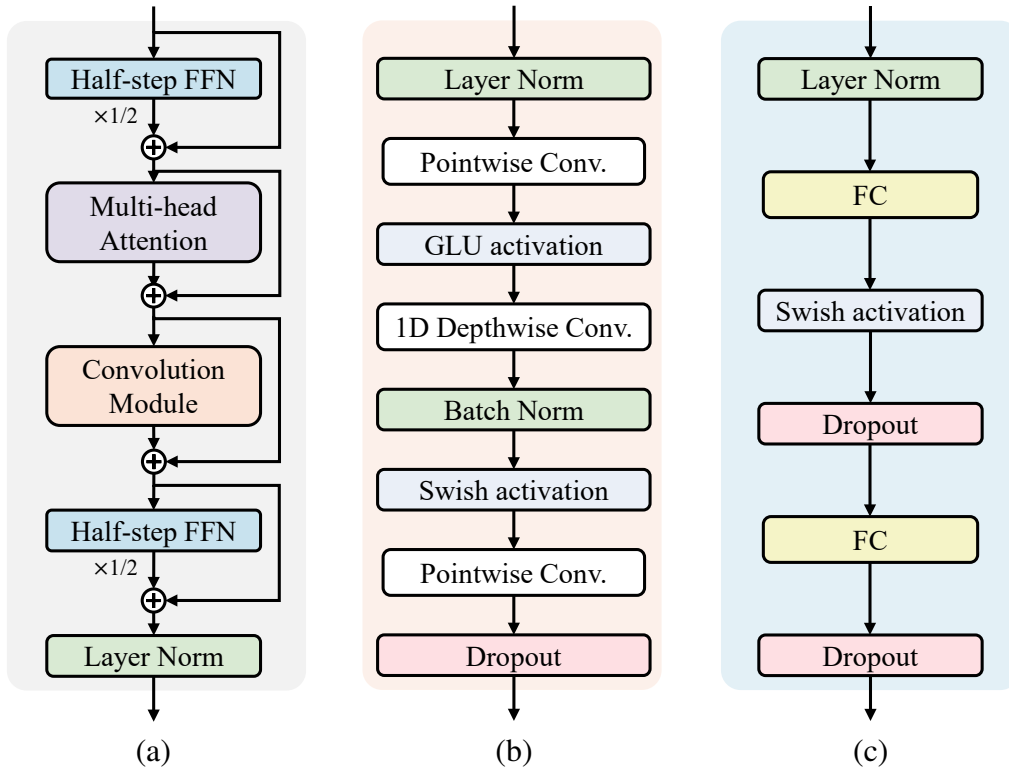 Half-step FFN
×1/2
Multi-head
Attention
Convolution
Module
Half-step FFN
×1/2
Layer Norm
(a)
Layer Norm
Pointwise Conv.
GLU activation
1D Depthwise Conv.
Batch Norm
Swish activation
Pointwise Conv.
Dropout
(b)
Layer Norm
FC
Swish activation
Dropout
FC
Dropout
(c)